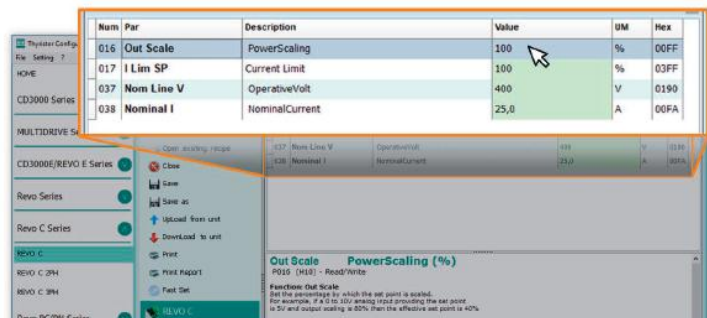 Num Par Description Value UM Hex
016 Out Scale PowerScaling 100 % 00FF
017 I Lim SP Current Limit 100 % 03FF
037 Nom Line V OperativeVolt 400 V 0190
038 Nominal I NominalCurrent 25,0 A 00FA
Thyristor Configu
File Setting ?
HOME
CD3000 Series
MULTIDRIVE Se
CD3000E/REVO E Series
Revo Series
Revo C Series
REVO C
REVO C 2PH
REVO C 3PH
Open existing recipe
Close
Save
Save as
UpLoad from unit
DownLoad to unit
Print
Print Report
Fast Set
REVO C
037 Nom Line V OperativeVolt 400 V 0190
038 Nominal I NominalCurrent 25,0 A 00FA
Out Scale PowerScaling (%)
P016 (H10) - Read/Write
Function: Out Scale
Set the percentage by which the set point is scaled.
For example, if a 0 to 10V analog input providing the set point
is 5V and output scaling is 80% then the effective set point is 40%